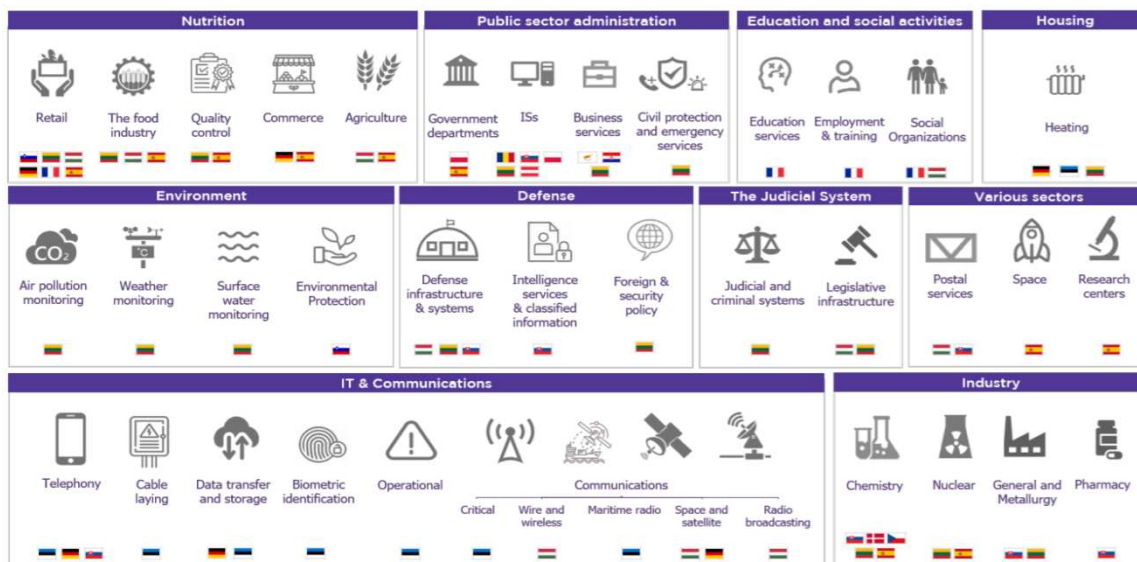 Nutrition
Retail
The food
industry
Quality
control
Commerce
Agriculture
Public sector administration
Government
departments
ISs
Business
services
Civil protection
and emergency
services
Education and social activities
Education
services
Employment
& training
Social
Organizations
Housing
Heating
Environment
CO₂
Air pollution
monitoring
°C
Weather
monitoring
Surface
water
monitoring
Environmental
Protection
Defense
Defense
infrastructure
& systems
Intelligence
services
& classified
information
Foreign &
security
policy
The Judicial System
Judicial and
criminal systems
Legislative
infrastructure
Various sectors
Postal
services
Space
Research
centers
IT & Communications
Telephony
Cable
laying
Data transfer
and storage
Biometric
identification
Operational
Communications
Critical
Wire and
wireless
Maritime radio
Space and
satellite
Radio
broadcasting
Industry
Chemistry
Nuclear
General and
Metallurgy
Pharmacy